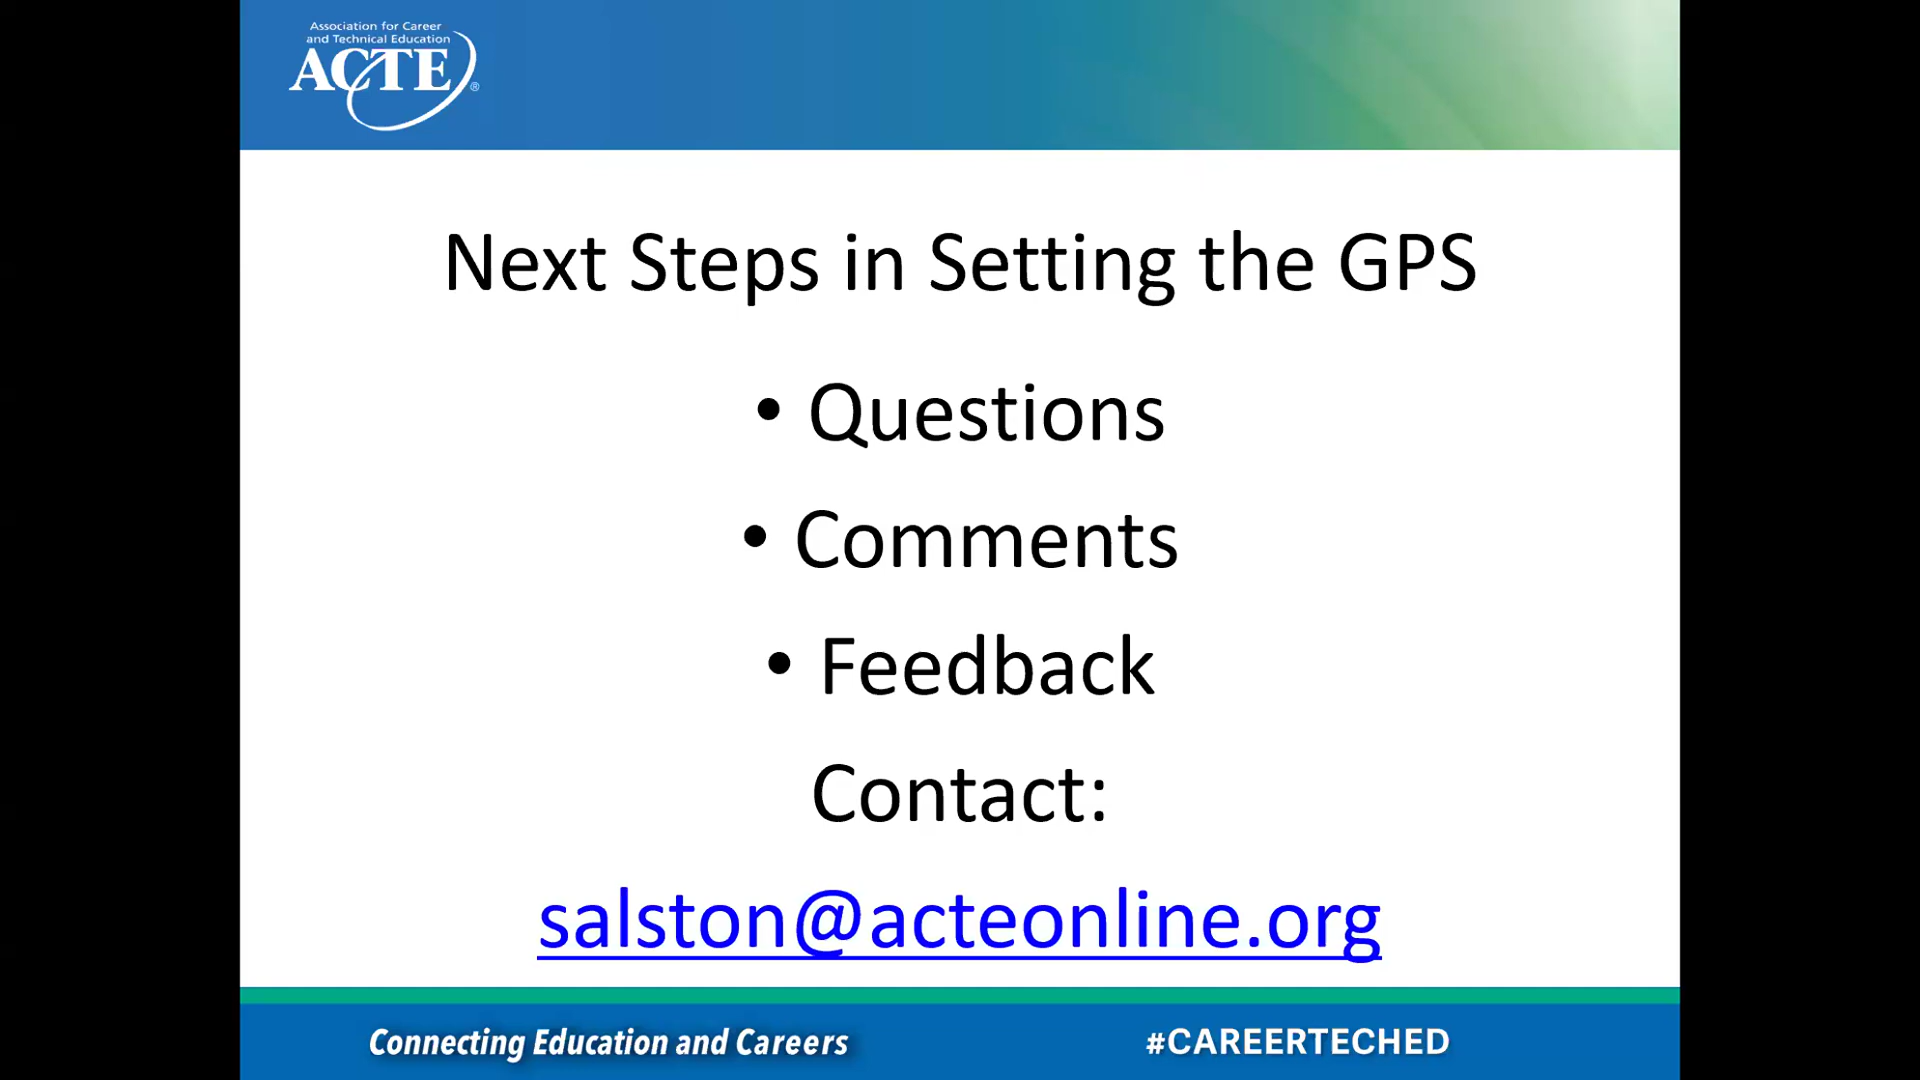 Association for Career
and Technical Education
ACTE®
Next Steps in Setting the GPS
• Questions
• Comments
• Feedback
Contact:
salston@acteonline.org
Connecting Education and Careers
#CAREERTECHED